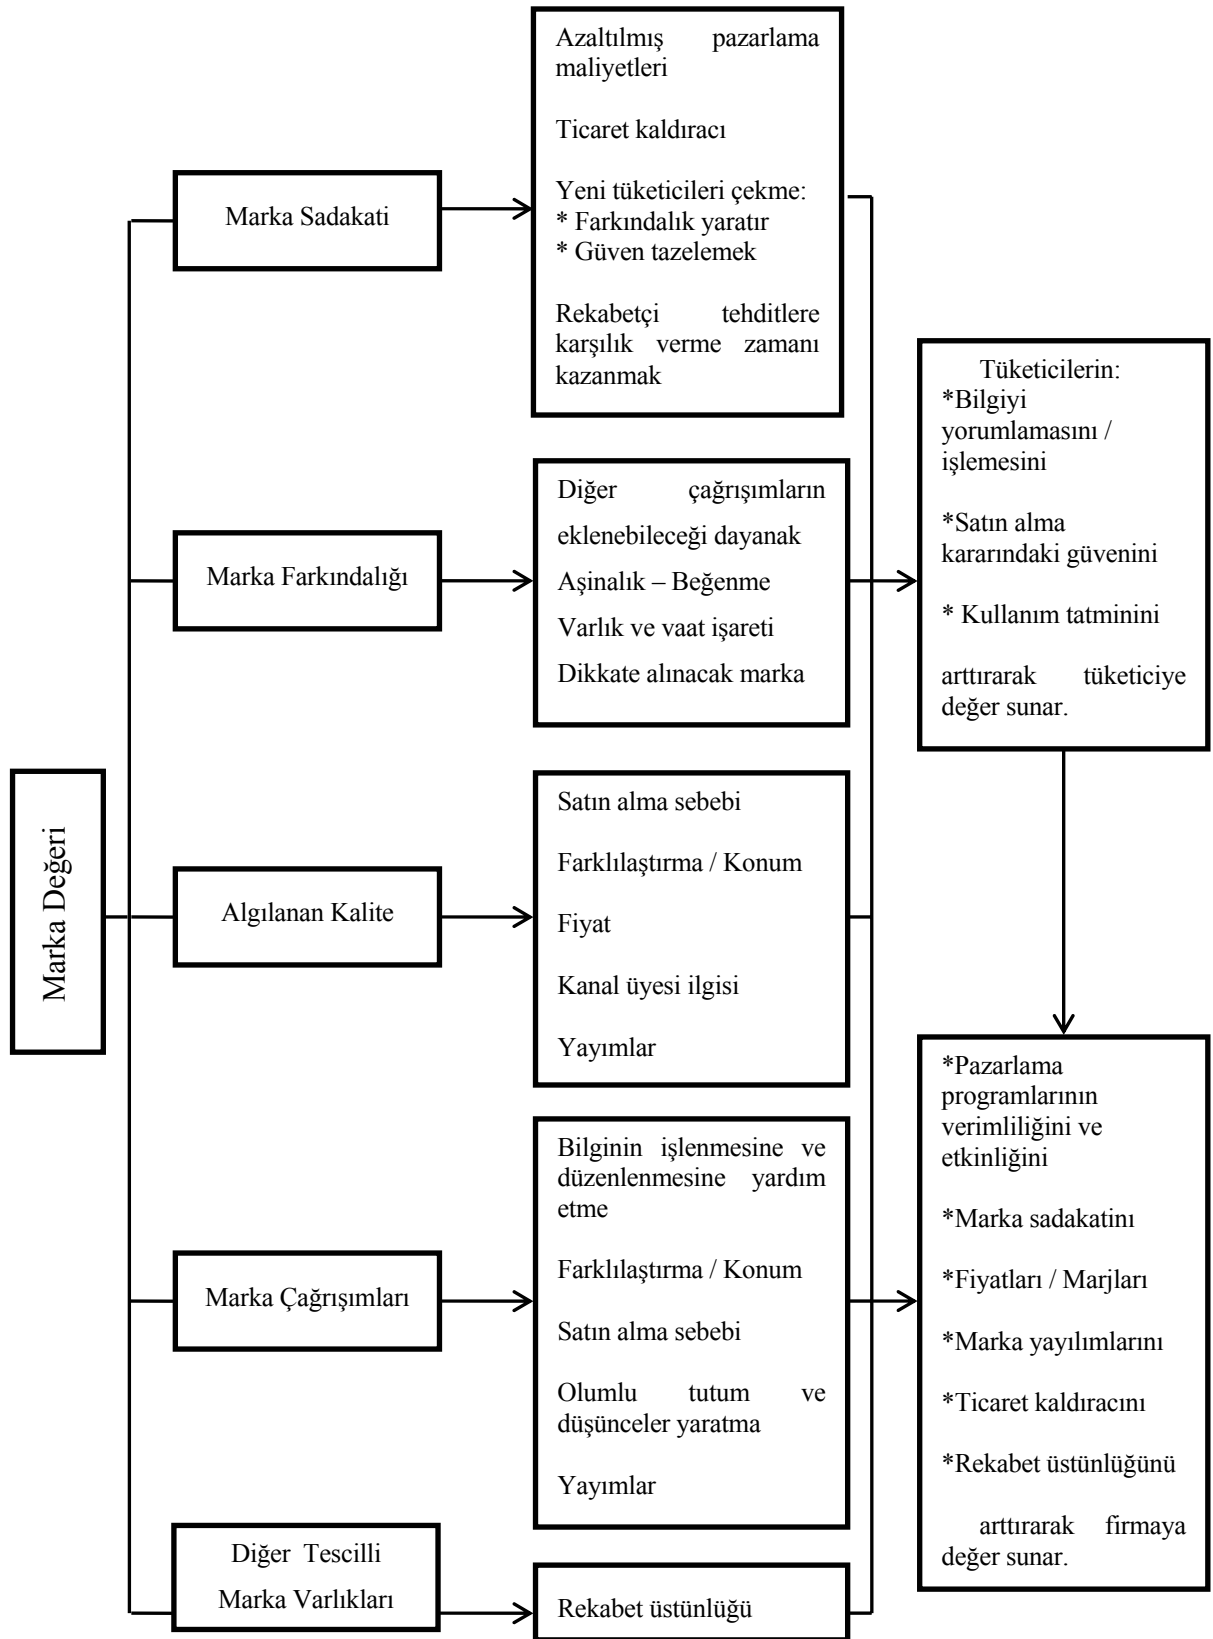 Marka Değeri
Marka Sadakati
Azaltılmış pazarlama
maliyetleri
Ticaret kaldıracı
Yeni tüketicileri çekme:
* Farkındalık yaratır
* Güven tazelemek
Rekabetçi tehditlere
karşılık verme zamanı
kazanmak
Marka Farkındalığı
Diğer çağrışımların
eklenebileceği dayanak
Aşinalık – Beğenme
Varlık ve vaat işareti
Dikkate alınacak marka
Algılanan Kalite
Satın alma sebebi
Farklılaştırma / Konum
Fiyat
Kanal üyesi ilgisi
Yayımlar
Marka Çağrışımları
Bilginin işlenmesine ve
düzenlenmesine yardım
etme
Farklılaştırma / Konum
Satın alma sebebi
Olumlu tutum ve
düşünceler yaratma
Yayımlar
Diğer Tescilli
Marka Varlıkları
Rekabet üstünlüğü
Tüketicilerin:
*Bilgiyi
yorumlamasını /
işlemesini
*Satın alma
kararındaki güvenini
* Kullanım tatminini
arttırarak tüketiciye
değer sunar.
*Pazarlama
programlarının
verimliliğini ve
etkinliğini
*Marka sadakatinı
*Fiyatları / Marjları
*Marka yayılımlarını
*Ticaret kaldıracını
*Rekabet üstünlüğünü
arttırarak firmaya
değer sunar.